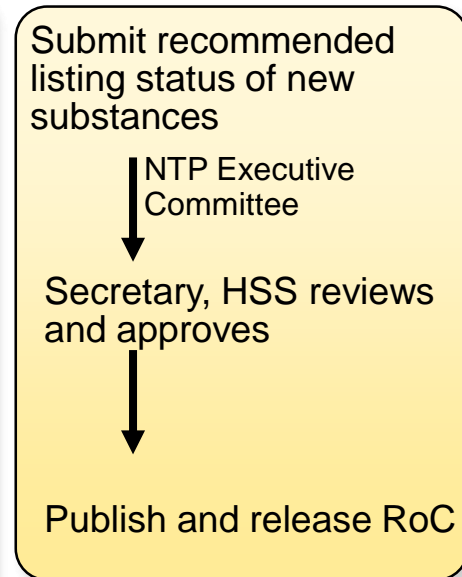 Submit recommended
listing status of new
substances
NTP Executive
Committee
Secretary, HSS reviews
and approves
Publish and release RoC